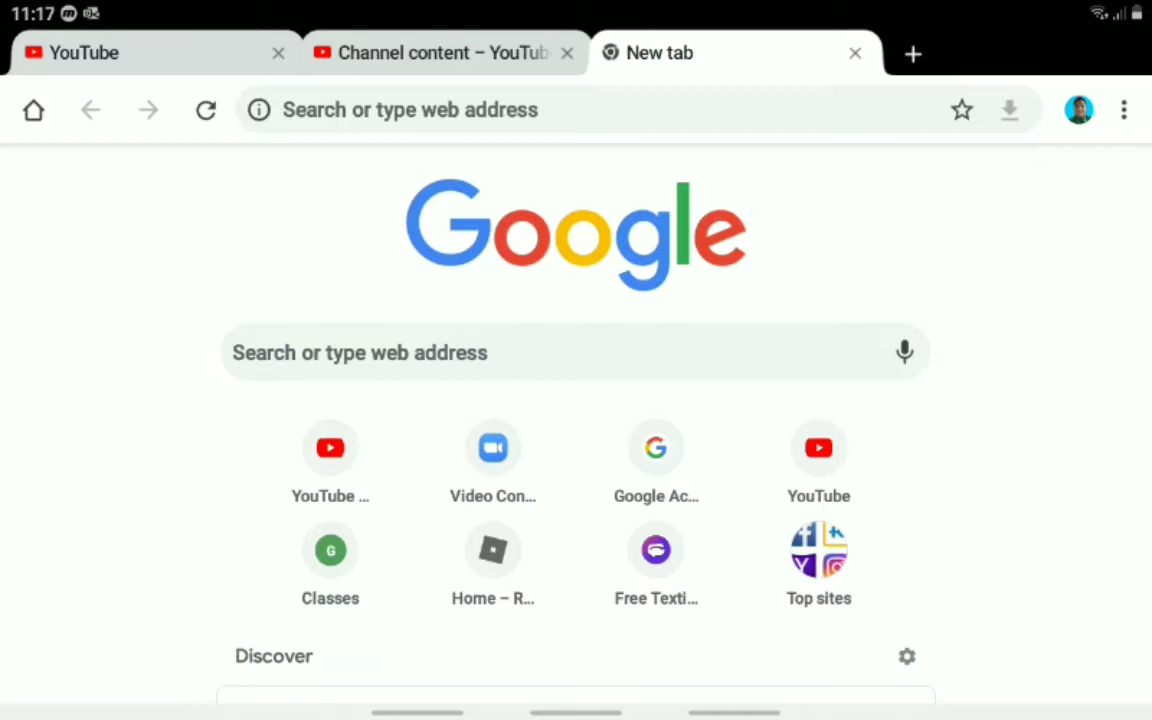 11:17
YouTube
Channel content – YouTub
New tab
Search or type web address
Google
Search or type web address
YouTube ...
Video Con...
Google Ac...
YouTube
G
Classes
Home – R...
Free Texti...
Top sites
Discover